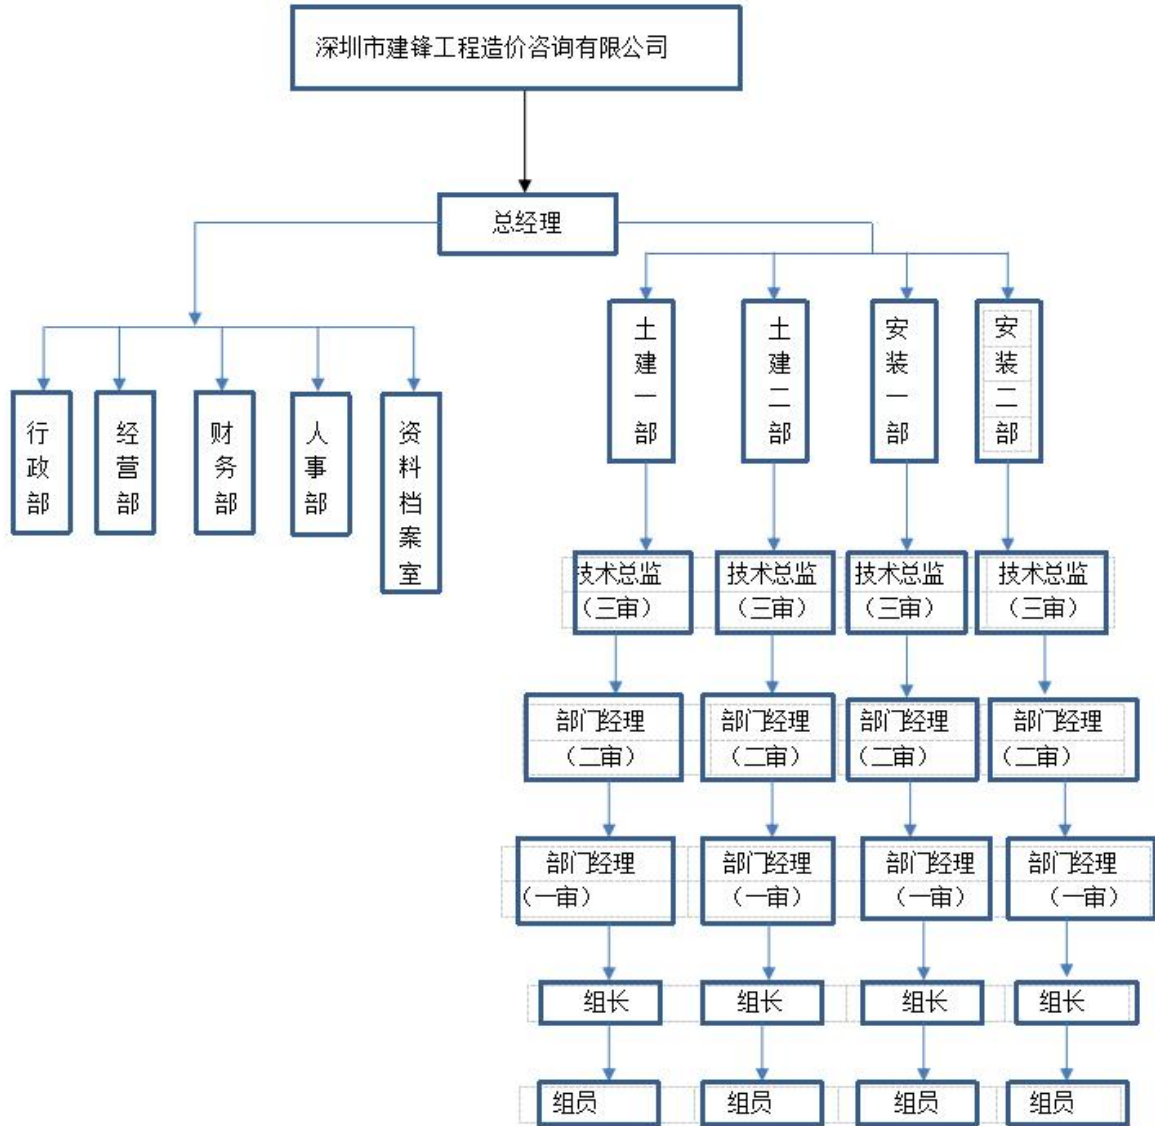 深圳市建锋工程造价咨询有限公司
总经理
土建一部
土建二部
安装一部
安装二部
行政部
经营部
财务部
人事部
资料档案室
技术总监
（三审）
技术总监
（三审）
技术总监
（三审）
技术总监
（三审）
部门经理
（二审）
部门经理
（二审）
部门经理
（二审）
部门经理
（二审）
部门经理
（一审）
部门经理
（一审）
部门经理
（一审）
部门经理
（一审）
组长
组长
组长
组长
组员
组员
组员
组员